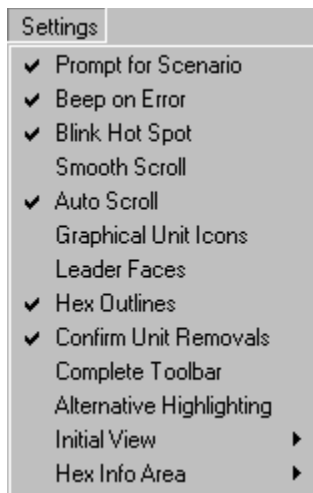 Settings
Prompt for Scenario
Beep on Error
Blink Hot Spot
Smooth Scroll
Auto Scroll
Graphical Unit Icons
Leader Faces
Hex Outlines
Confirm Unit Removals
Complete Toolbar
Alternative Highlighting
Initial View
Hex Info Area